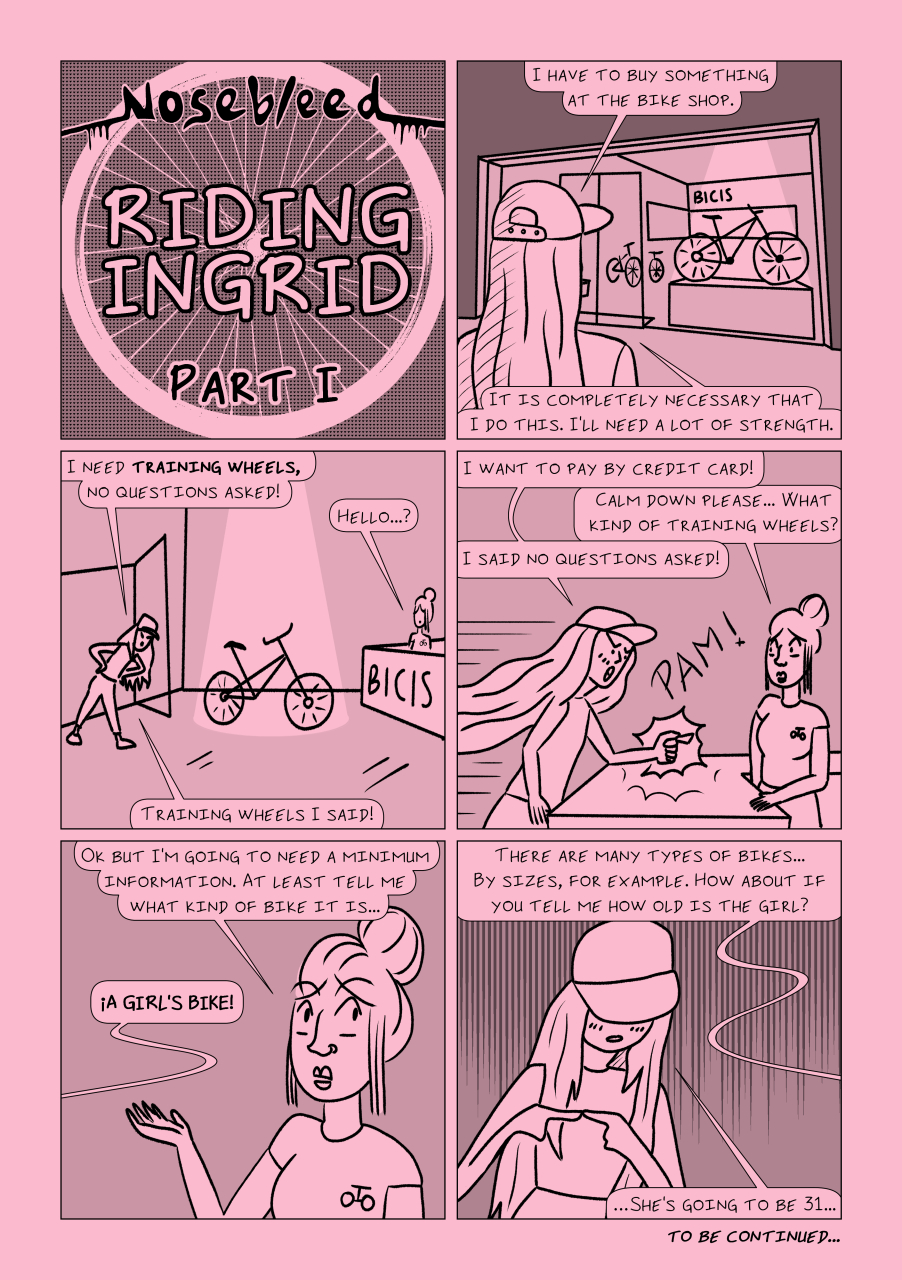 Nosebleed
RIDING
INGRID
PART I
I HAVE TO BUY SOMETHING
AT THE BIKE SHOP.
BICIS
IT IS COMPLETELY NECESSARY THAT
I DO THIS. I'LL NEED A LOT OF STRENGTH.
I NEED TRAINING WHEELS,
NO QUESTIONS ASKED!
HELLO...?
BICIS
TRAINING WHEELS I SAID!
I WANT TO PAY BY CREDIT CARD!
CALM DOWN PLEASE... WHAT
KIND OF TRAINING WHEELS?
I SAID NO QUESTIONS ASKED!
PAM!
OK BUT I'M GOING TO NEED A MINIMUM
INFORMATION. AT LEAST TELL ME
WHAT KIND OF BIKE IT IS...
¡A GIRL'S BIKE!
THERE ARE MANY TYPES OF BIKES...
BY SIZES, FOR EXAMPLE. HOW ABOUT IF
YOU TELL ME HOW OLD IS THE GIRL?
...SHE'S GOING TO BE 31...
TO BE CONTINUED...